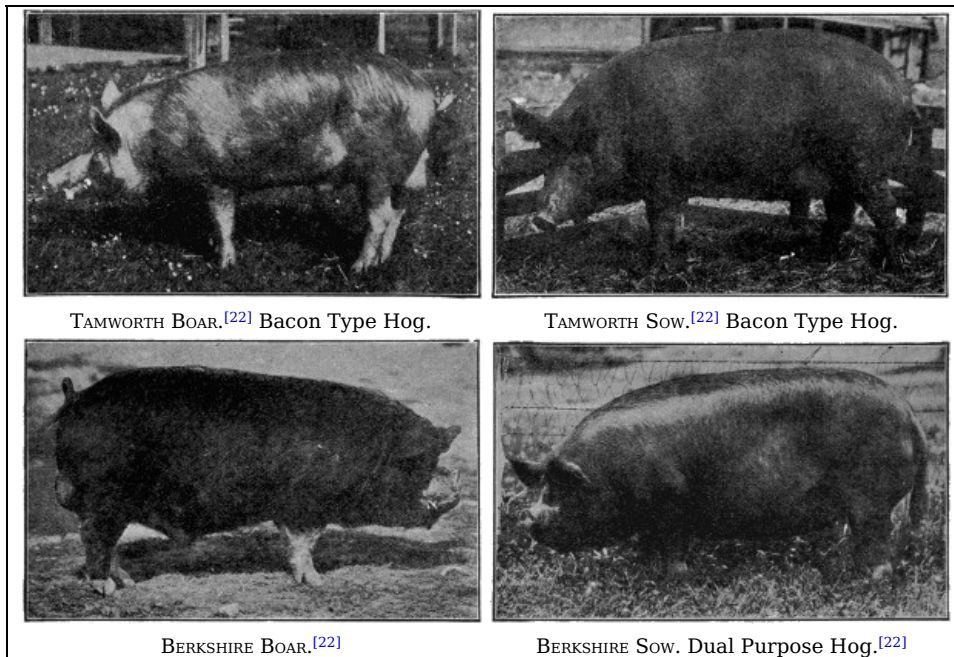 Tamworth Boar.[22] Bacon Type Hog.
Tamworth Sow.[22] Bacon Type Hog.
Berkshire Boar.[22]
Berkshire Sow. Dual Purpose Hog.[22]